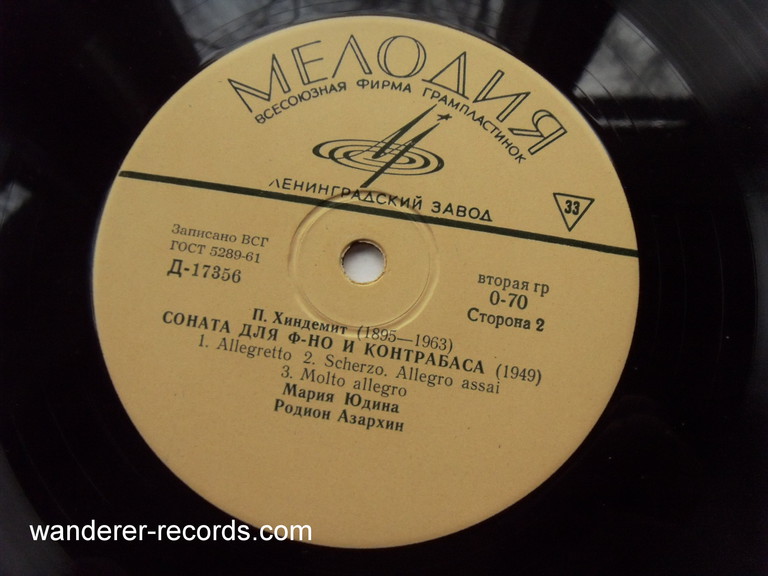 МЕЛОДИЯ
ВСЕСОЮЗНАЯ ФИРМА ГРАМПЛАСТИНОК
ЛЕНИНГРАДСКИЙ ЗАВОД
33
Записано ВСГ
ГОСТ 5289-61
Д-17356
вторая гр
0-70
Сторона 2
П. Хиндемит (1895—1963)
СОНАТА ДЛЯ Ф-НО И КОНТРАБАСА (1949)
1. Allegretto 2. Scherzo. Allegro assai
3. Molto allegro
Мария Юдина
Родион Азархин
wanderer-records.com